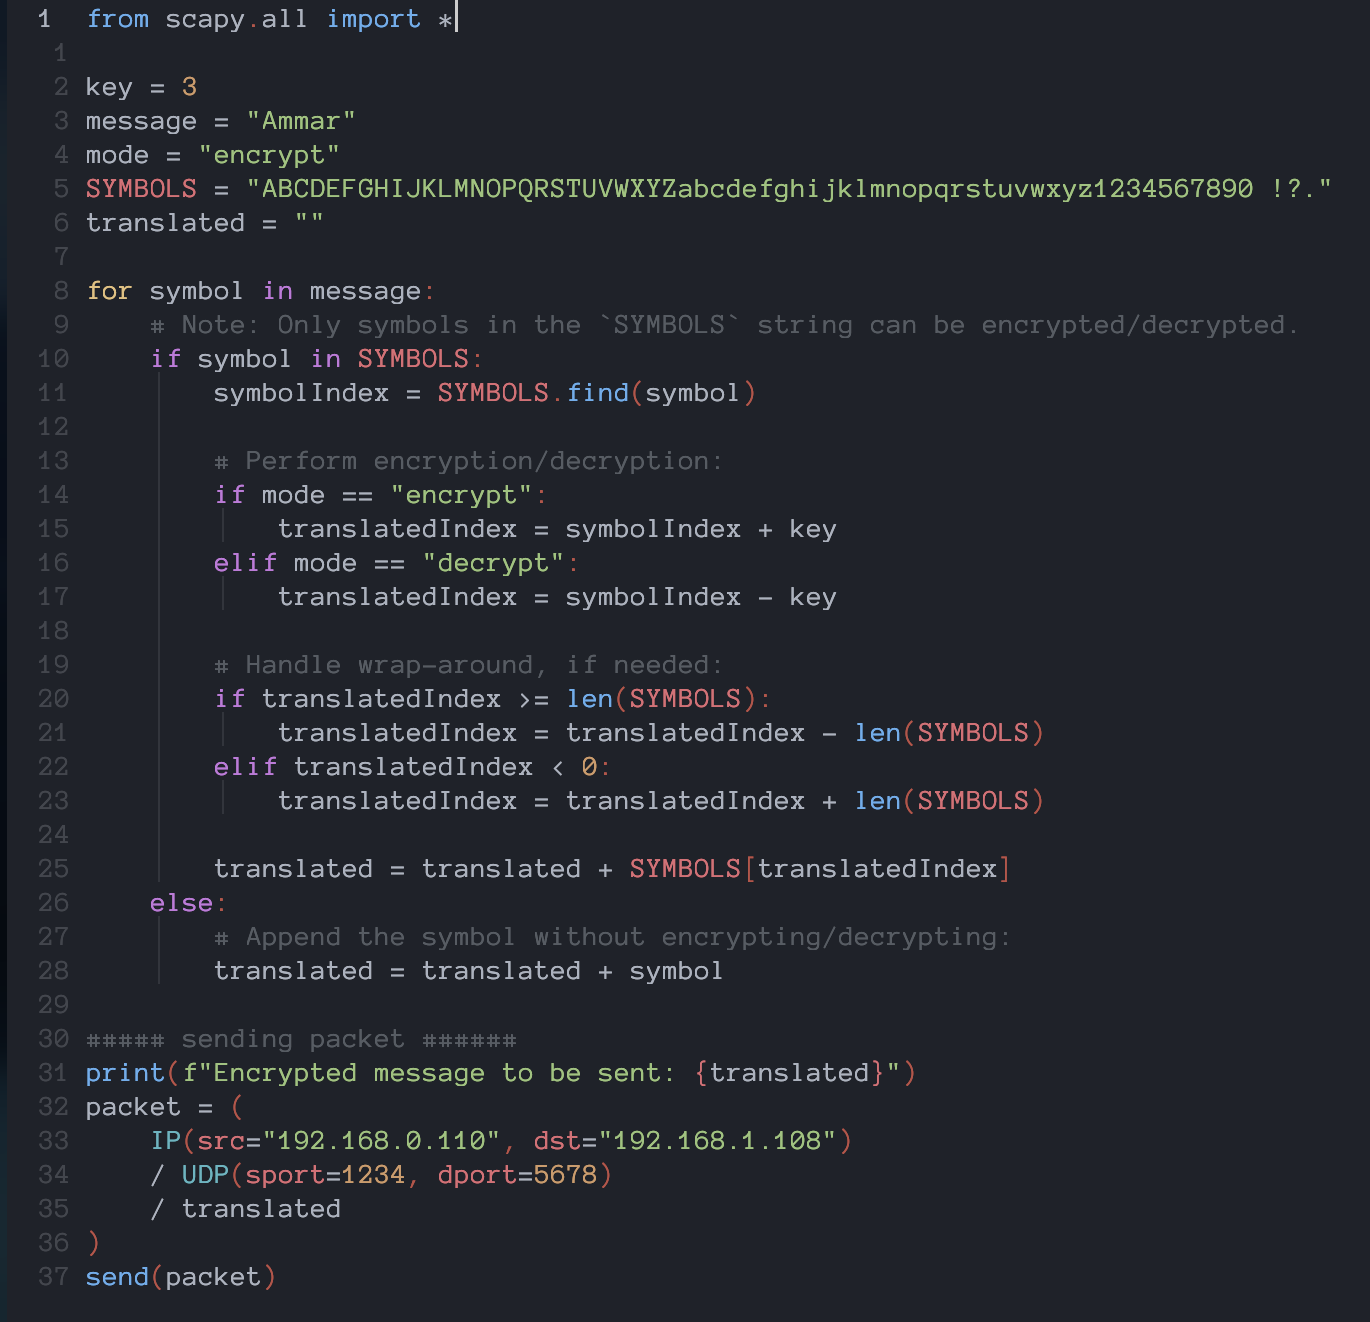 1 from scapy.all import *
1
2 key = 3
3 message = "Ammar"
4 mode = "encrypt"
5 SYMBOLS = "ABCDEFGHIJKLMNOPQRSTUVWXYZabcdefghijklmnopqrstuvwxyz1234567890 !?."
6 translated = ""
7
8 for symbol in message:
9     # Note: Only symbols in the `SYMBOLS` string can be encrypted/decrypted.
10     if symbol in SYMBOLS:
11         symbolIndex = SYMBOLS.find(symbol)
12
13         # Perform encryption/decryption:
14         if mode == "encrypt":
15             translatedIndex = symbolIndex + key
16         elif mode == "decrypt":
17             translatedIndex = symbolIndex - key
18
19         # Handle wrap-around, if needed:
20         if translatedIndex >= len(SYMBOLS):
21             translatedIndex = translatedIndex - len(SYMBOLS)
22         elif translatedIndex < 0:
23             translatedIndex = translatedIndex + len(SYMBOLS)
24
25         translated = translated + SYMBOLS[translatedIndex]
26     else:
27         # Append the symbol without encrypting/decrypting:
28         translated = translated + symbol
29
30 ##### sending packet ######
31 print(f"Encrypted message to be sent: {translated}")
32 packet = (
33     IP(src="192.168.0.110", dst="192.168.1.108")
34     / UDP(sport=1234, dport=5678)
35     / translated
36 )
37 send(packet)